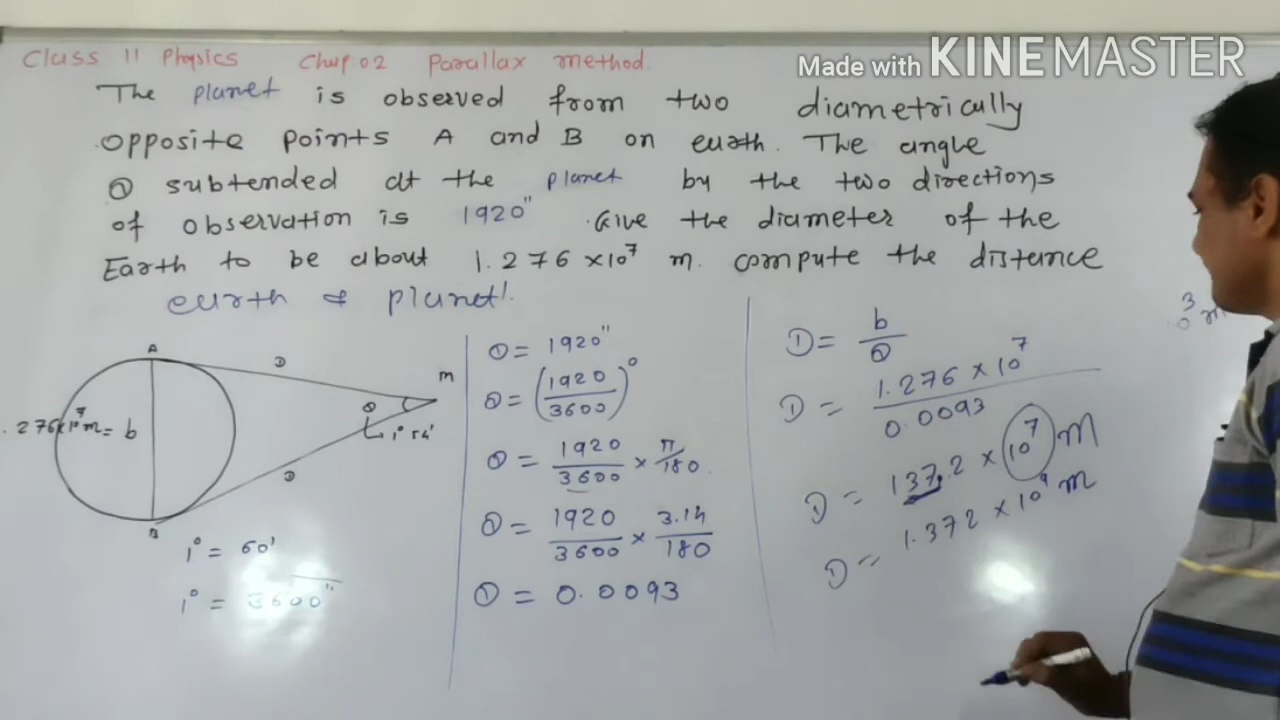 Class 11 Physics Chap.02 Parallax method
Made with KINEMASTER
The planet is observed from two diametrically
opposite points A and B on earth. The angle
θ subtended at the planet by the two directions
of observation is 1920" . Give the diameter of the
Earth to be about 1.276 ×10⁷ m. compute the distance
earth & planet.
A
D
M
θ
1° 54'
.276×10⁷m = b
D
B
1° = 60'
1° = 3600"
θ = 1920"
θ = (1920/3600)°
θ = 1920/3600 × π/180
θ = 1920/3600 × 3.14/180
θ = 0.0093
D = b/θ
D = 1.276 × 10⁷/0.0093
D = 137.2 × 10⁷ m
D = 1.372 × 10⁹ m